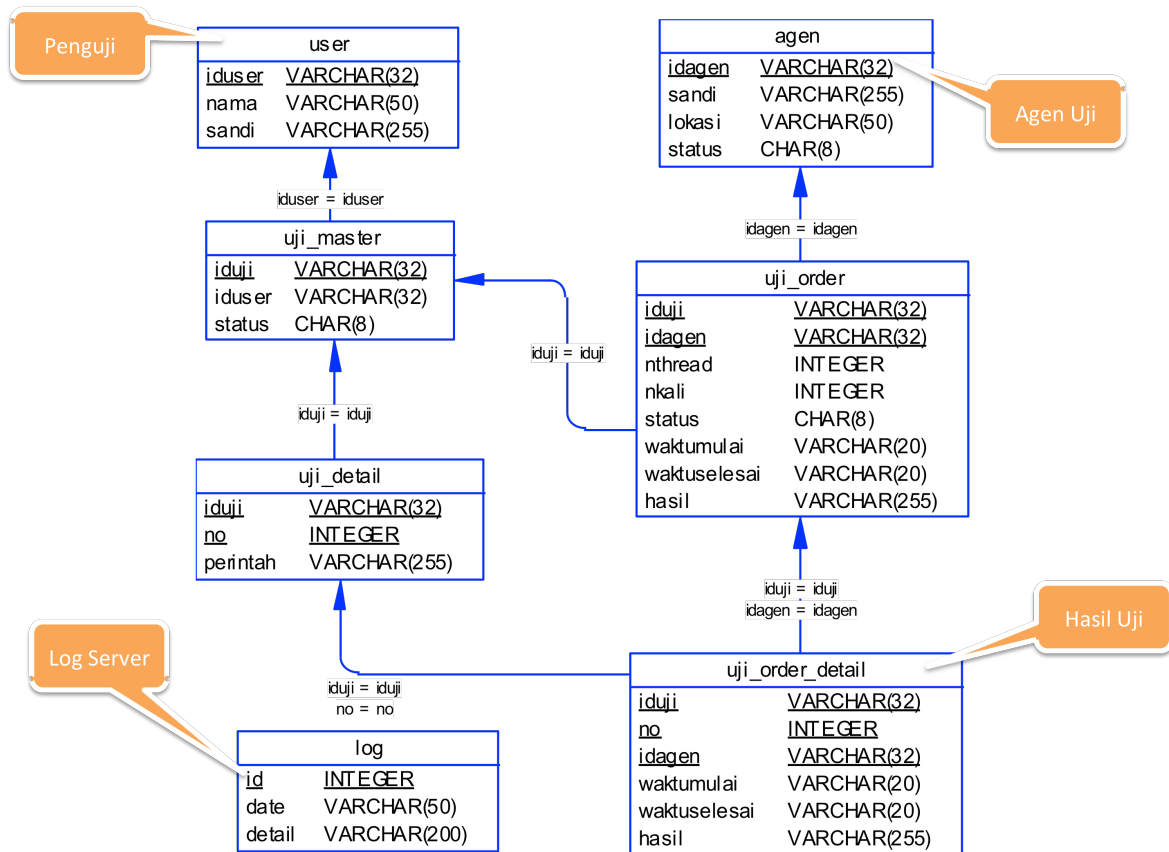 Penguji
user
iduser VARCHAR(32)
nama VARCHAR(50)
sandi VARCHAR(255)
agen
idagen VARCHAR(32)
sandi VARCHAR(255)
lokasi VARCHAR(50)
status CHAR(8)
Agen Uji
iduser = iduser
idagen = idagen
uji_master
iduji VARCHAR(32)
iduser VARCHAR(32)
status CHAR(8)
uji_order
iduji VARCHAR(32)
idagen VARCHAR(32)
nthread INTEGER
nkali INTEGER
status CHAR(8)
waktumulai VARCHAR(20)
waktuselesai VARCHAR(20)
hasil VARCHAR(255)
iduji = iduji
iduji = iduji
uji_detail
iduji VARCHAR(32)
no INTEGER
perintah VARCHAR(255)
iduji = iduji
idagen = idagen
Hasil Uji
Log Server
iduji = iduji
no = no
uji_order_detail
iduji VARCHAR(32)
no INTEGER
idagen VARCHAR(32)
waktumulai VARCHAR(20)
waktuselesai VARCHAR(20)
hasil VARCHAR(255)
log
id INTEGER
date VARCHAR(50)
detail VARCHAR(200)